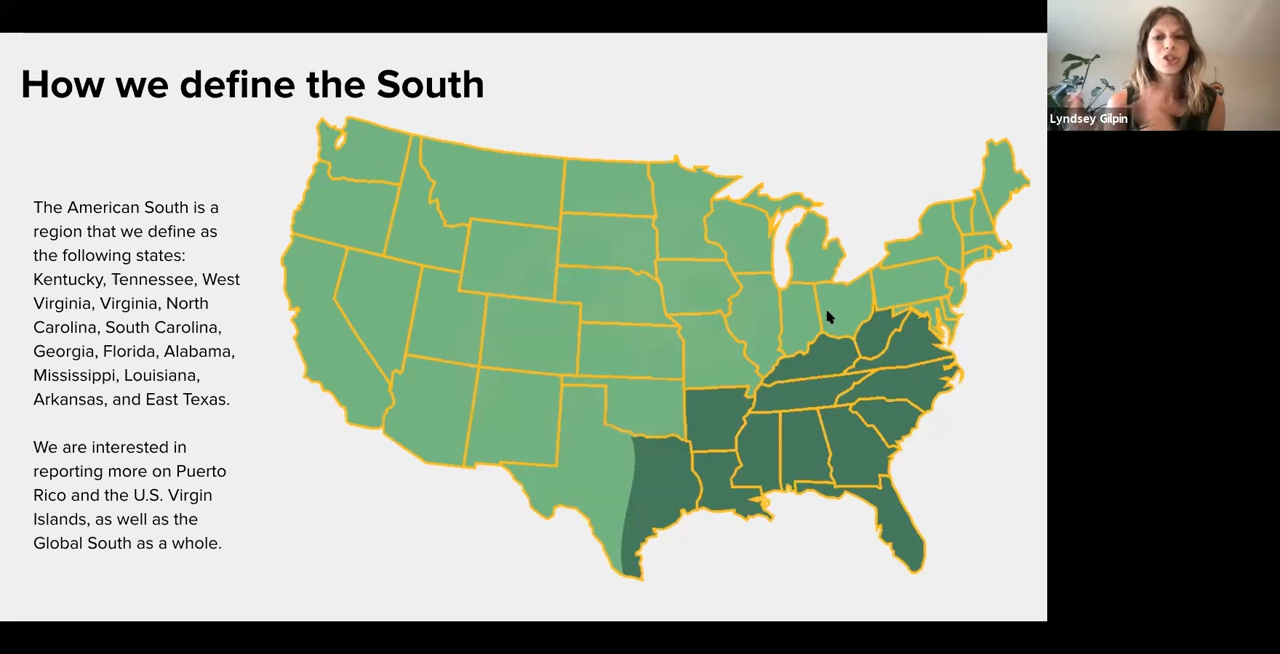 How we define the South
Lyndsey Gilpin
The American South is a
region that we define as
the following states:
Kentucky, Tennessee, West
Virginia, Virginia, North
Carolina, South Carolina,
Georgia, Florida, Alabama,
Mississippi, Louisiana,
Arkansas, and East Texas.
We are interested in
reporting more on Puerto
Rico and the U.S. Virgin
Islands, as well as the
Global South as a whole.